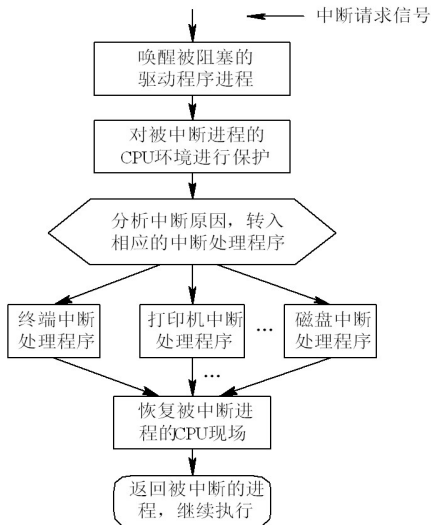 中断请求信号
唤醒被阻塞的
驱动程序进程
对被中断进程的
CPU环境进行保护
分析中断原因，转入
相应的中断处理程序
终端中断
处理程序
打印机中断
处理程序
…
磁盘中断
处理程序
…
恢复被中断进
程的CPU现场
返回被中断的进
程，继续执行